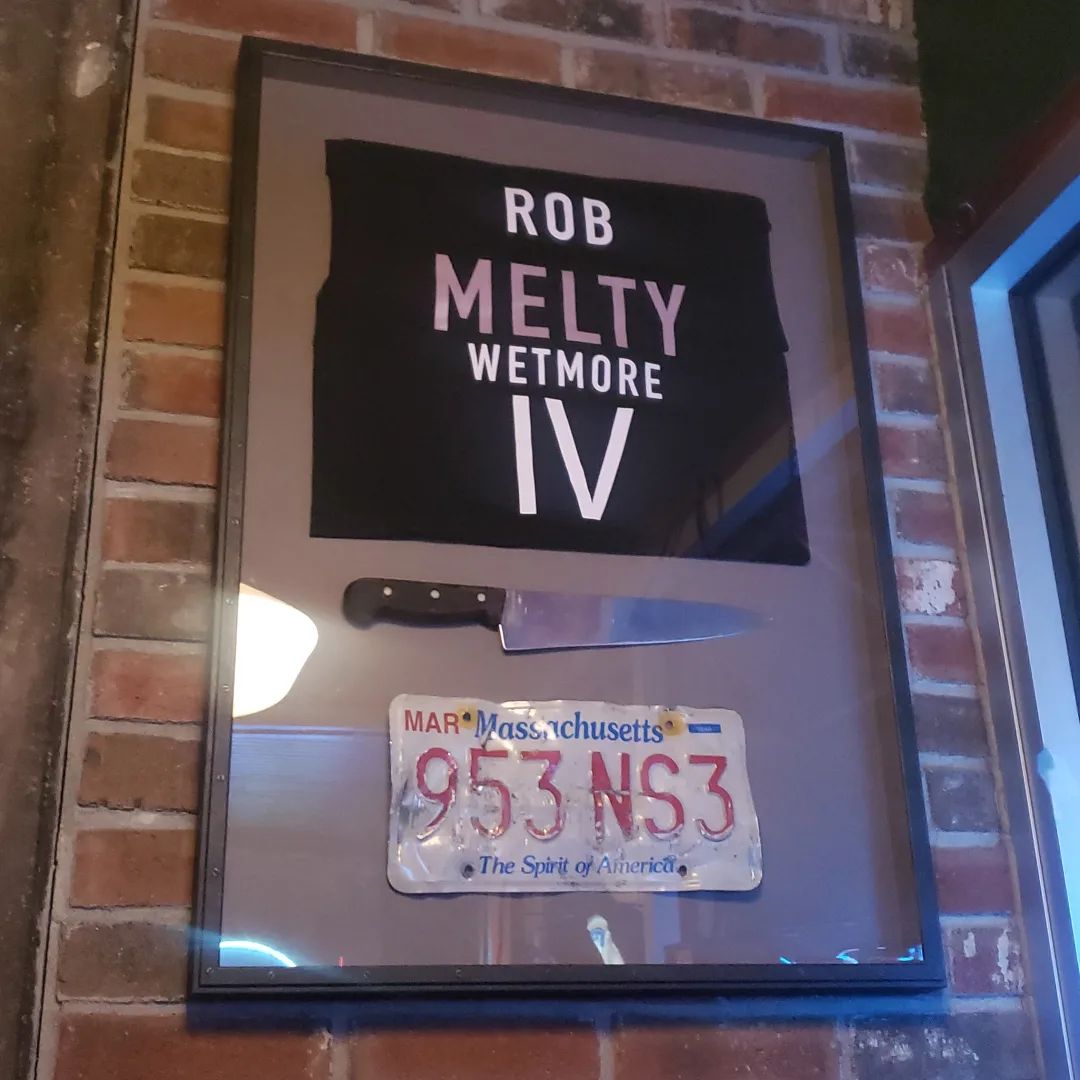 ROB
MELTY
WETMORE
IV
MAR Massachusetts
953 NS3
The Spirit of America